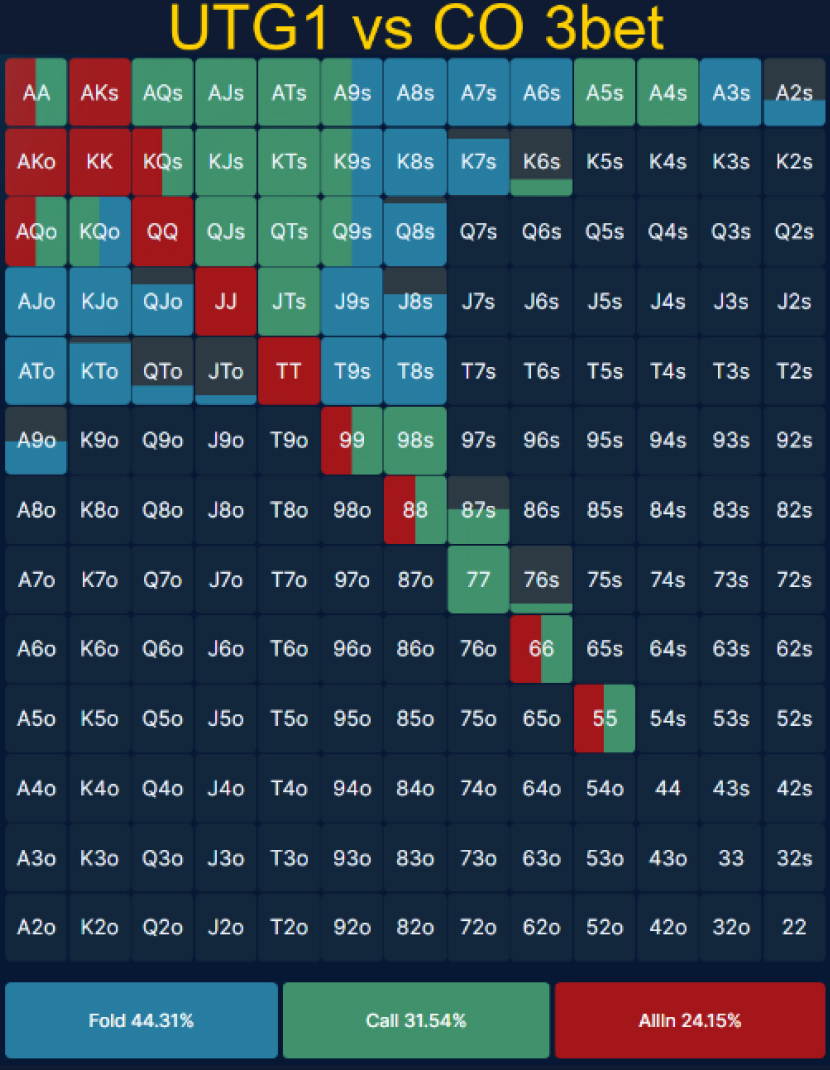 UTG1 vs CO 3bet
AA AKs AQs AJs ATs A9s A8s A7s A6s A5s A4s A3s A2s
AKo KK KQs KJs KTs K9s K8s K7s K6s K5s K4s K3s K2s
AQo KQo QQ QJs QTs Q9s Q8s Q7s Q6s Q5s Q4s Q3s Q2s
AJo KJo QJo JJ JTs J9s J8s J7s J6s J5s J4s J3s J2s
ATo KTo QTo JTo TT T9s T8s T7s T6s T5s T4s T3s T2s
A9o K9o Q9o J9o T9o 99 98s 97s 96s 95s 94s 93s 92s
A8o K8o Q8o J8o T8o 98o 88 87s 86s 85s 84s 83s 82s
A7o K7o Q7o J7o T7o 97o 87o 77 76s 75s 74s 73s 72s
A6o K6o Q6o J6o T6o 96o 86o 76o 66 65s 64s 63s 62s
A5o K5o Q5o J5o T5o 95o 85o 75o 65o 55 54s 53s 52s
A4o K4o Q4o J4o T4o 94o 84o 74o 64o 54o 44 43s 42s
A3o K3o Q3o J3o T3o 93o 83o 73o 63o 53o 43o 33 32s
A2o K2o Q2o J2o T2o 92o 82o 72o 62o 52o 42o 32o 22
Fold 44.31% Call 31.54% AllIn 24.15%